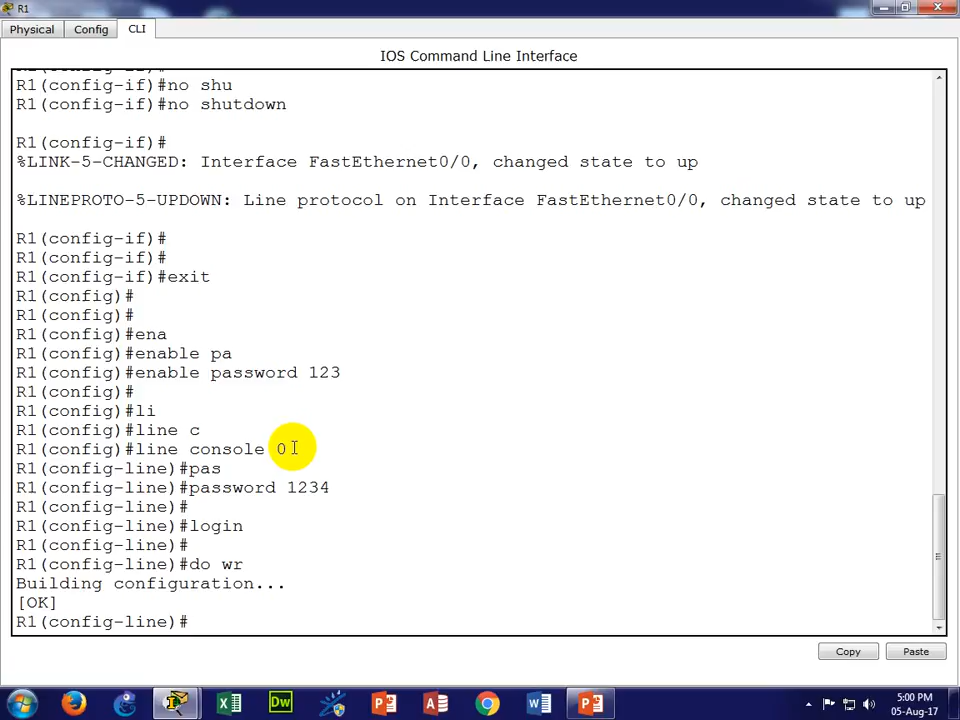 R1
Physical
Config
CLI
IOS Command Line Interface
R1(config-if)#no shu
R1(config-if)#no shutdown
R1(config-if)#
%LINK-5-CHANGED: Interface FastEthernet0/0, changed state to up
%LINEPROTO-5-UPDOWN: Line protocol on Interface FastEthernet0/0, changed state to up
R1(config-if)#
R1(config-if)#
R1(config-if)#exit
R1(config)#
R1(config)#
R1(config)#ena
R1(config)#enable pa
R1(config)#enable password 123
R1(config)#
R1(config)#li
R1(config)#line c
R1(config)#line console 0
R1(config-line)#pas
R1(config-line)#password 1234
R1(config-line)#
R1(config-line)#login
R1(config-line)#
R1(config-line)#do wr
Building configuration...
[OK]
R1(config-line)#
Copy
Paste
Dw
5:00 PM
05-Aug-17